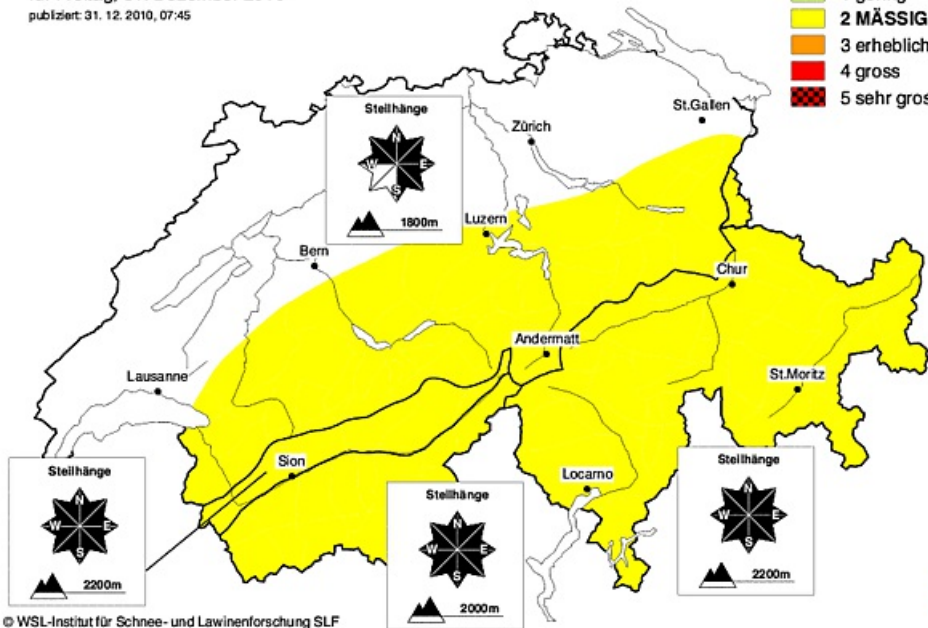 publiziert: 31. 12. 2010, 07:45
2 MÄSSIG
3 erheblich
4 gross
5 sehr gros
St.Gallen
Zürich
Steilhänge
N
W E
S
1800m
Luzern
Bern
Chur
Andermatt
Lausanne
St.Moritz
Sion
Locarno
Steilhänge
N
W E
S
2200m
Steilhänge
N
W E
S
2000m
Steilhänge
N
W E
S
2200m
© WSL-Institut für Schnee- und Lawinenforschung SLF